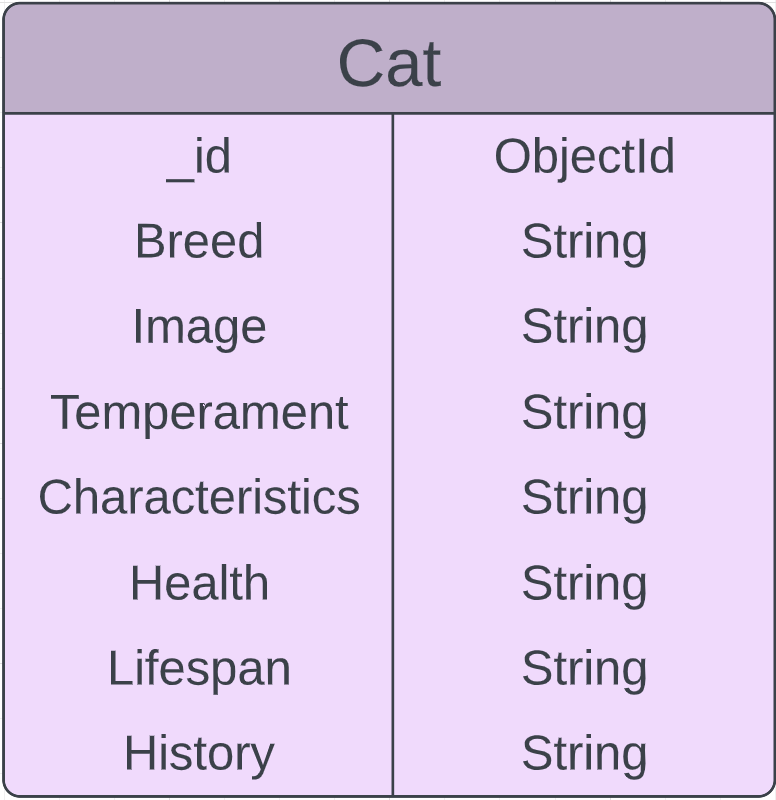 Cat
_id ObjectId
Breed String
Image String
Temperament String
Characteristics String
Health String
Lifespan String
History String